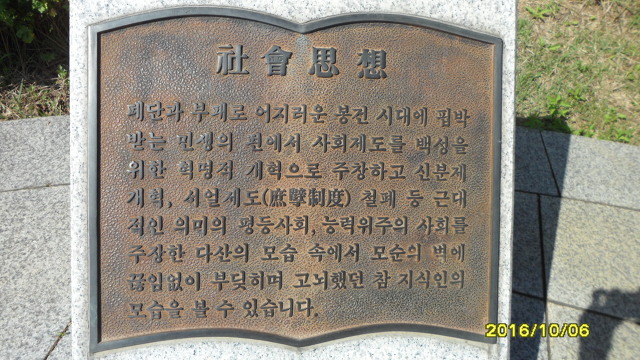 社會思想
폐단과 부패로 어지러운 봉건 시대에 핍박
받는 민생의 편에서 사회제도를 백성을
위한 혁명적 개혁으로 주창하고 신분제
개혁, 서얼제도(庶孼制度) 철폐 등 근대
적인 의미의 평등사회, 능력위주의 사회를
주장한 다산의 모습 속에서 모순의 벽에
끊임없이 부딪히며 고뇌했던 참 지식인의
모습을 볼 수 있습니다.
2016/10/06